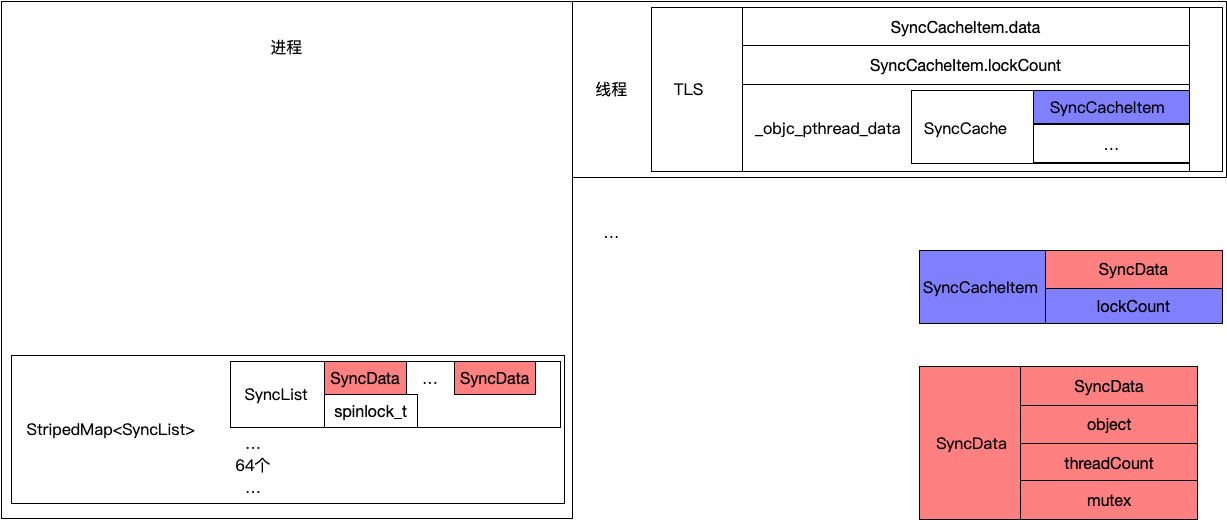 进程
线程
TLS
SyncCacheItem.data
SyncCacheItem.lockCount
_objc_pthread_data
SyncCache
SyncCacheItem
...
...
SyncCacheItem
SyncData
lockCount
StripedMap<SyncList>
SyncList
SyncData
...
SyncData
spinlock_t
...
64个
...
SyncData
SyncData
object
threadCount
mutex